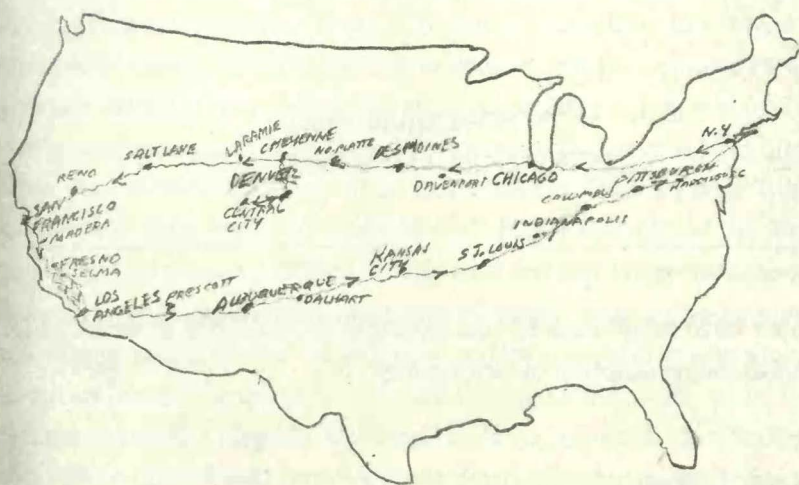 N.Y
SALT LAKE
LARAMIE
CHEYENNE
NO. PLATTE
DES MOINES
RENO
DENVER
DAVENPORT
CHICAGO
PITTSBURGH
COLUMBUS
SAN
FRANCISCO
MADERA
CENTRAL
CITY
INDIANAPOLIS
FRESNO
SELMA
KANSAS
CITY
ST. LOUIS
LOS
ANGELES
PRESCOTT
ALBUQUERQUE
DALHART